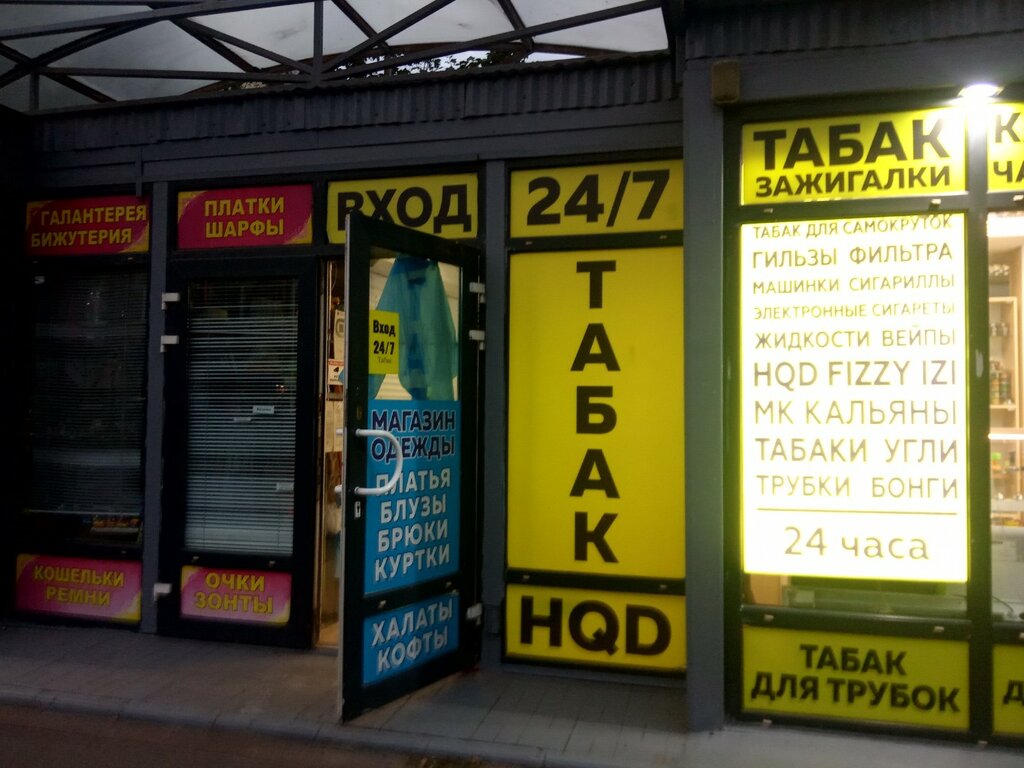 ГАЛАНТЕРЕЯ
БИЖУТЕРИЯ
ПЛАТКИ
ШАРФЫ
КОШЕЛЬКИ
РЕМНИ
ОЧКИ
ЗОНТЫ
ВХОД
Вход
24/7
Табак
МАГАЗИН
ОДЕЖДЫ
ПЛАТЬЯ
БЛУЗЫ
БРЮКИ
КУРТКИ
ХАЛАТЫ
КОФТЫ
24/7
ТАБАК
HQD
ТАБАК
ЗАЖИГАЛКИ
ТАБАК ДЛЯ САМОКРУТОК
ГИЛЬЗЫ ФИЛЬТРА
МАШИНКИ СИГАРИЛЛЫ
ЭЛЕКТРОННЫЕ СИГАРЕТЫ
ЖИДКОСТИ ВЕЙПЫ
HQD FIZZY IZI
МК КАЛЬЯНЫ
ТАБАКИ УГЛИ
ТРУБКИ БОНГИ
24 часа
ТАБАК
ДЛЯ ТРУБОК